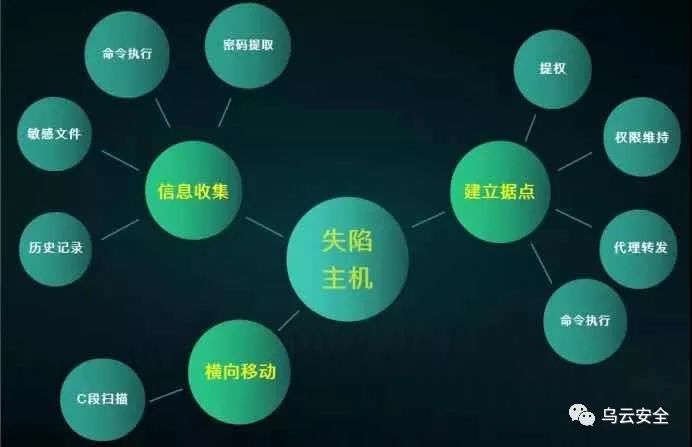 命令执行
密码提取
敏感文件
信息收集
历史记录
失陷
主机
提权
权限维持
建立据点
代理转发
命令执行
横向移动
C段扫描
乌云安全